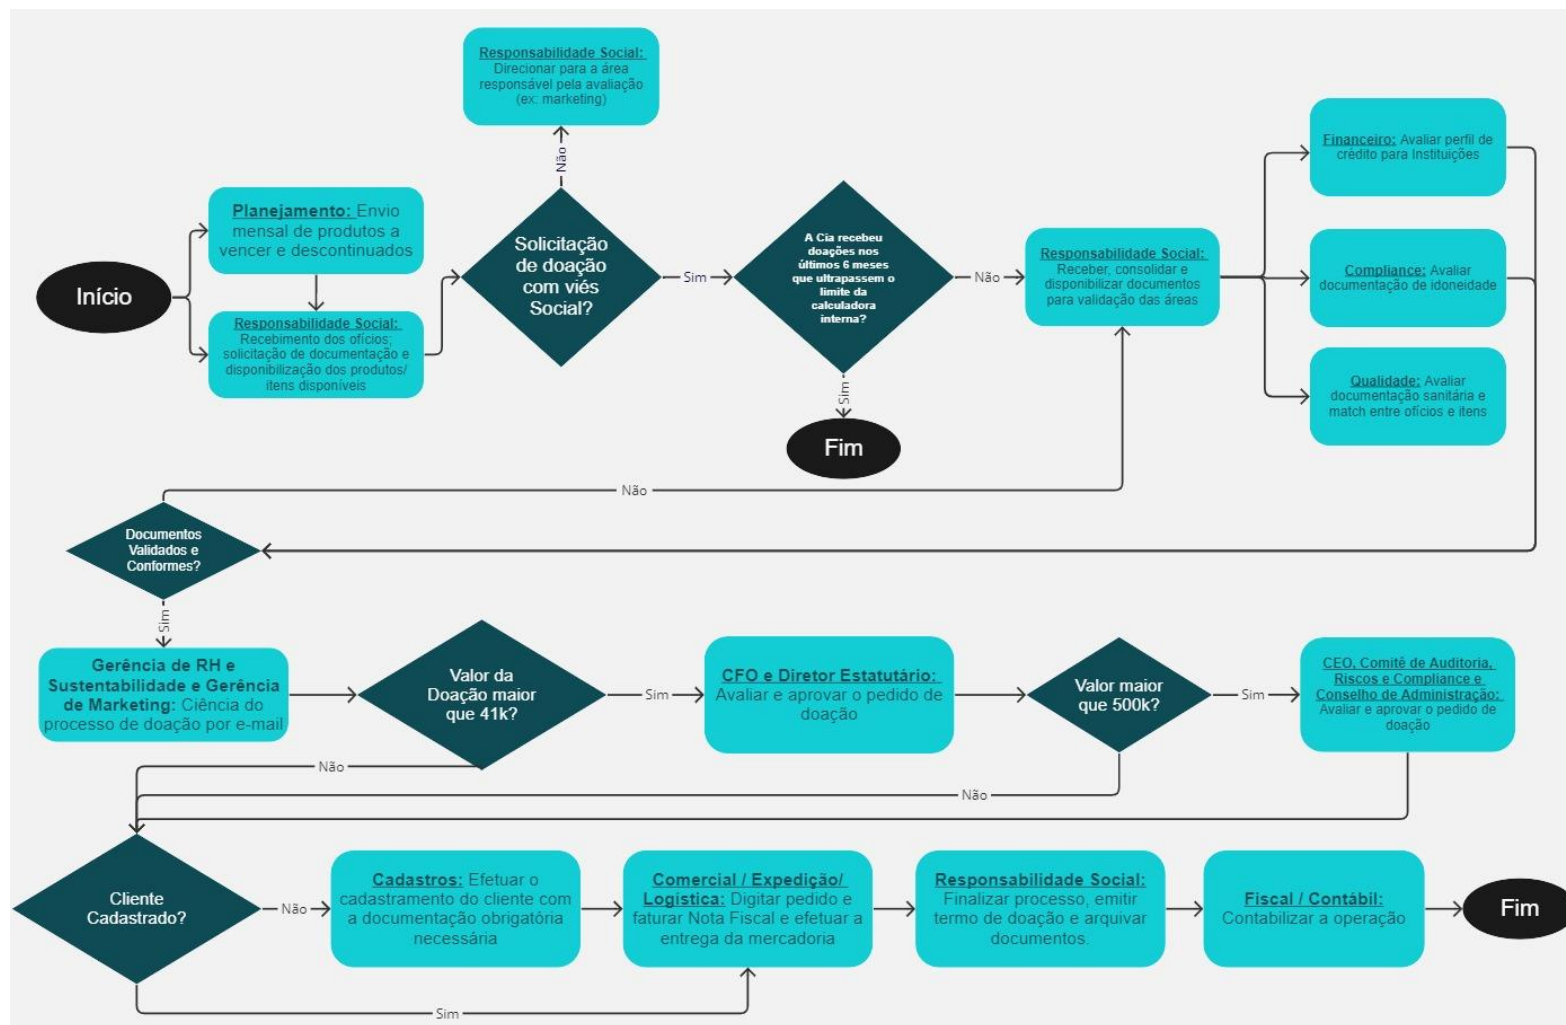 Responsabilidade Social:
Direcionar para a área
responsável pela avaliação
(ex: marketing)
Não
Início
Planejamento: Envio
mensal de produtos a
vencer e descontinuados
Responsabilidade Social:
Recebimento dos ofícios;
solicitação de documentação e
disponibilização dos produtos/
itens disponíveis
Solicitação
de doação
com viés
Social?
Sim
A Cia recebeu
doações nos
últimos 6 meses
que ultrapassem o
limite da
calculadora
interna?
Não
Sim
Fim
Responsabilidade Social:
Receber, consolidar e
disponibilizar documentos
para validação das áreas
Financeiro: Avaliar perfil de
crédito para Instituições
Compliance: Avaliar
documentação de idoneidade
Qualidade: Avaliar
documentação sanitária e
match entre ofícios e itens
Não
Documentos
Validados e
Conformes?
Sim
Gerência de RH e
Sustentabilidade e Gerência
de Marketing: Ciência do
processo de doação por e-mail
Valor da
Doação maior
que 41k?
Sim
CFO e Diretor Estatutário:
Avaliar e aprovar o pedido de
doação
Valor maior
que 500k?
Sim
CEO, Comitê de Auditoria,
Riscos e Compliance e
Conselho de Administração:
Avaliar e aprovar o pedido de
doação
Não
Não
Cliente
Cadastrado?
Não
Cadastros: Efetuar o
cadastramento do cliente com
a documentação obrigatória
necessária
Comercial / Expedição/
Logística: Digitar pedido e
faturar Nota Fiscal e efetuar a
entrega da mercadoria
Responsabilidade Social:
Finalizar processo, emitir
termo de doação e arquivar
documentos.
Fiscal / Contábil:
Contabilizar a operação
Fim
Sim